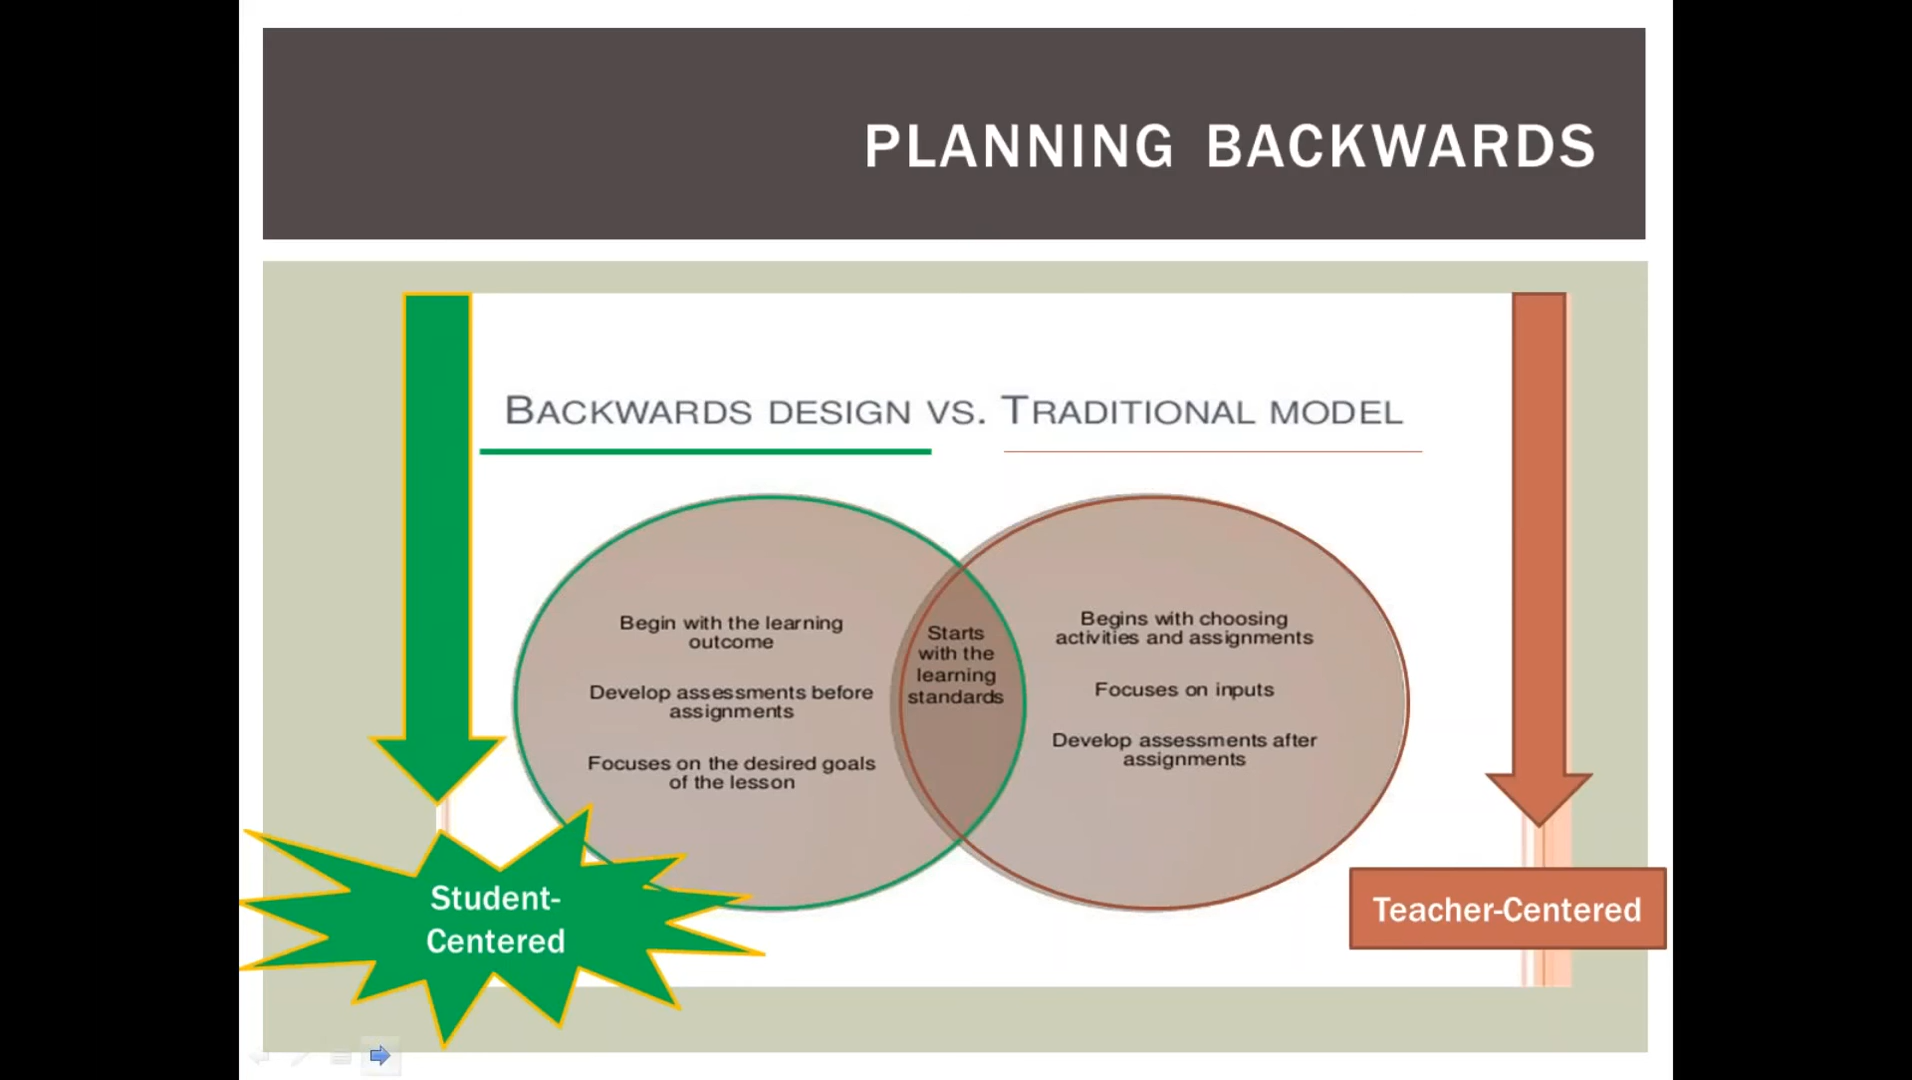 PLANNING BACKWARDS
BACKWARDS DESIGN VS. TRADITIONAL MODEL
Begin with the learning
outcome
Develop assessments before
assignments
Focuses on the desired goals
of the lesson
Starts
with the
learning
standards
Begins with choosing
activities and assignments
Focuses on inputs
Develop assessments after
assignments
Student-
Centered
Teacher-Centered